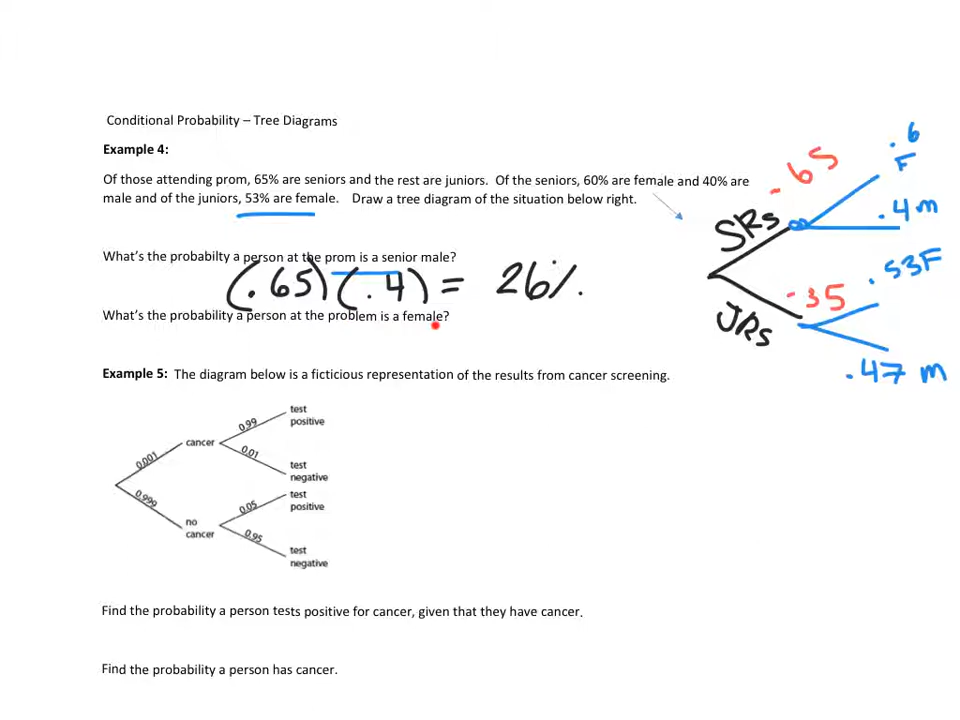 Conditional Probability – Tree Diagrams
Example 4:
Of those attending prom, 65% are seniors and the rest are juniors. Of the seniors, 60% are female and 40% are
male and of the juniors, 53% are female. Draw a tree diagram of the situation below right.
.6
F
.65
SRs
.4 m
.53F
.35
JRs
.47 m
What's the probabilty a person at the prom is a senior male?
(.65)(.4) = 26%.
What's the probability a person at the problem is a female?
Example 5: The diagram below is a ficticious representation of the results from cancer screening.
0.001
cancer
0.99
test
positive
0.01
test
negative
0.999
no
cancer
0.05
test
positive
0.95
test
negative
Find the probability a person tests positive for cancer, given that they have cancer.
Find the probability a person has cancer.